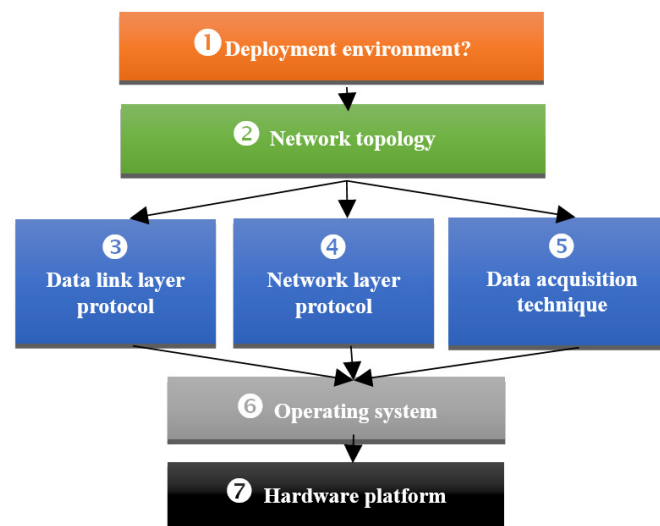 ❶ Deployment environment?
❷ Network topology
❸
Data link layer
protocol
❹
Network layer
protocol
❺
Data acquisition
technique
❻ Operating system
❼ Hardware platform